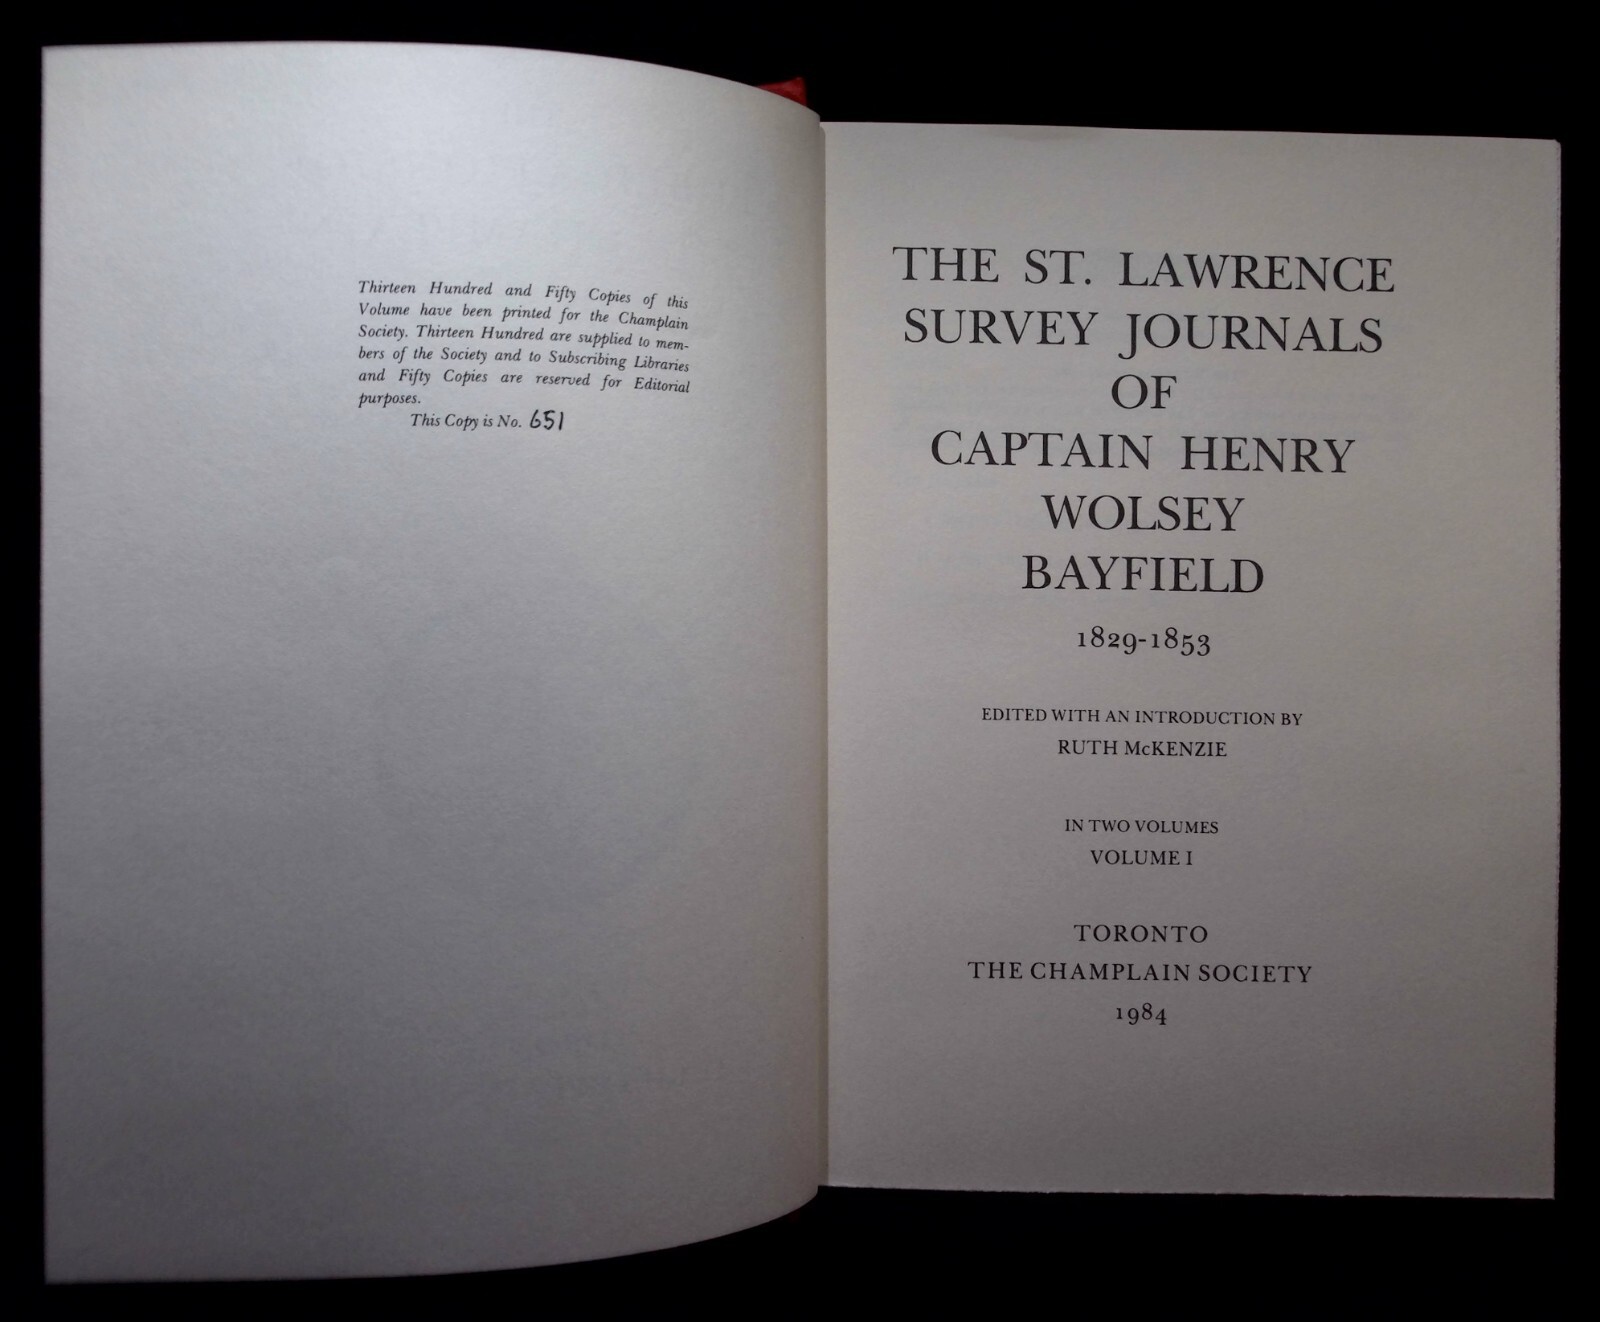 Thirteen Hundred and Fifty Copies of this
Volume have been printed for the Champlain
Society. Thirteen Hundred are supplied to mem-
bers of the Society and to Subscribing Libraries
and Fifty Copies are reserved for Editorial
purposes.
This Copy is No. 651
THE ST. LAWRENCE
SURVEY JOURNALS
OF
CAPTAIN HENRY
WOLSEY
BAYFIELD
1829-1853
EDITED WITH AN INTRODUCTION BY
RUTH McKENZIE
IN TWO VOLUMES
VOLUME I
TORONTO
THE CHAMPLAIN SOCIETY
1984